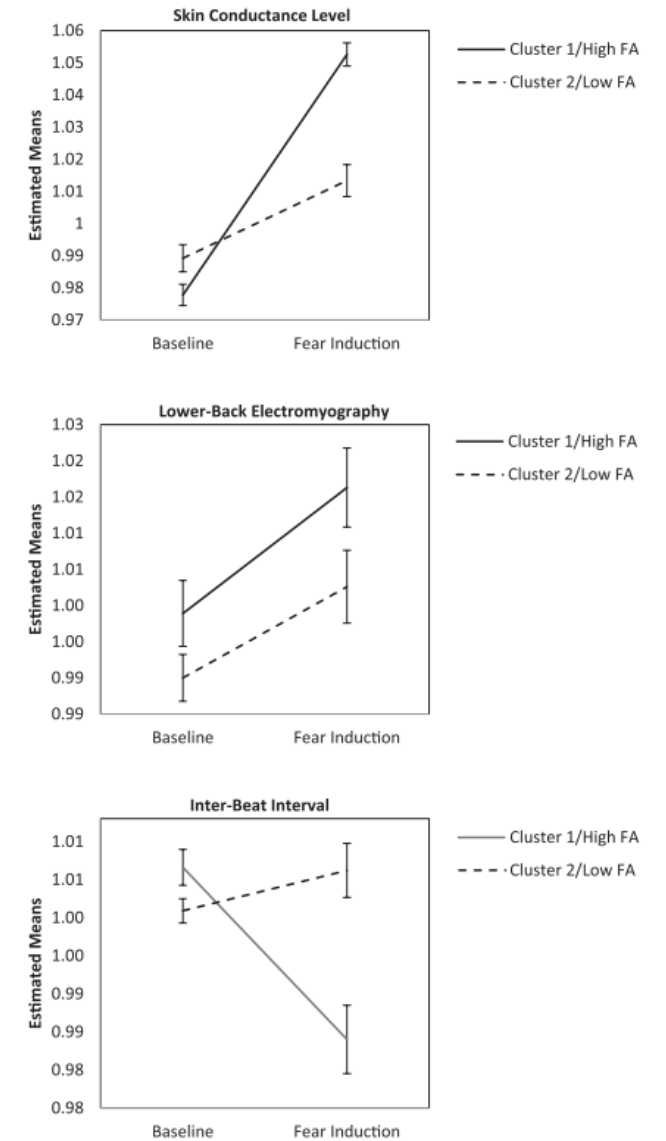 Skin Conductance Level
1.06
1.05
1.04
1.03
1.02
1.01
1
0.99
0.98
0.97
Estimated Means
Baseline Fear Induction
Cluster 1/High FA
Cluster 2/Low FA
Lower-Back Electromyography
1.03
1.02
1.02
1.01
1.01
1.00
1.00
0.99
0.99
Estimated Means
Baseline Fear Induction
Cluster 1/High FA
Cluster 2/Low FA
Inter-Beat Interval
1.01
1.01
1.00
1.00
0.99
0.99
0.98
0.98
Estimated Means
Baseline Fear Induction
Cluster 1/High FA
Cluster 2/Low FA